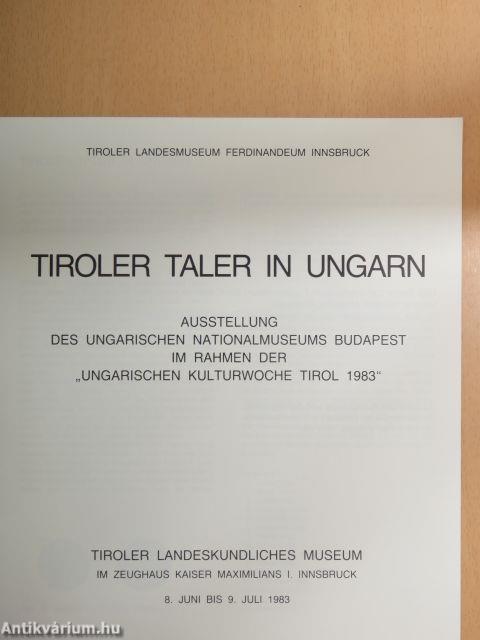 TIROLER LANDESMUSEUM FERDINANDEUM INNSBRUCK
TIROLER TALER IN UNGARN
AUSSTELLUNG
DES UNGARISCHEN NATIONALMUSEUMS BUDAPEST
IM RAHMEN DER
„UNGARISCHEN KULTURWOCHE TIROL 1983“
TIROLER LANDESKUNDLICHES MUSEUM
IM ZEUGHAUS KAISER MAXIMILIANS I. INNSBRUCK
8. JUNI BIS 9. JULI 1983
Antikvárium.hu